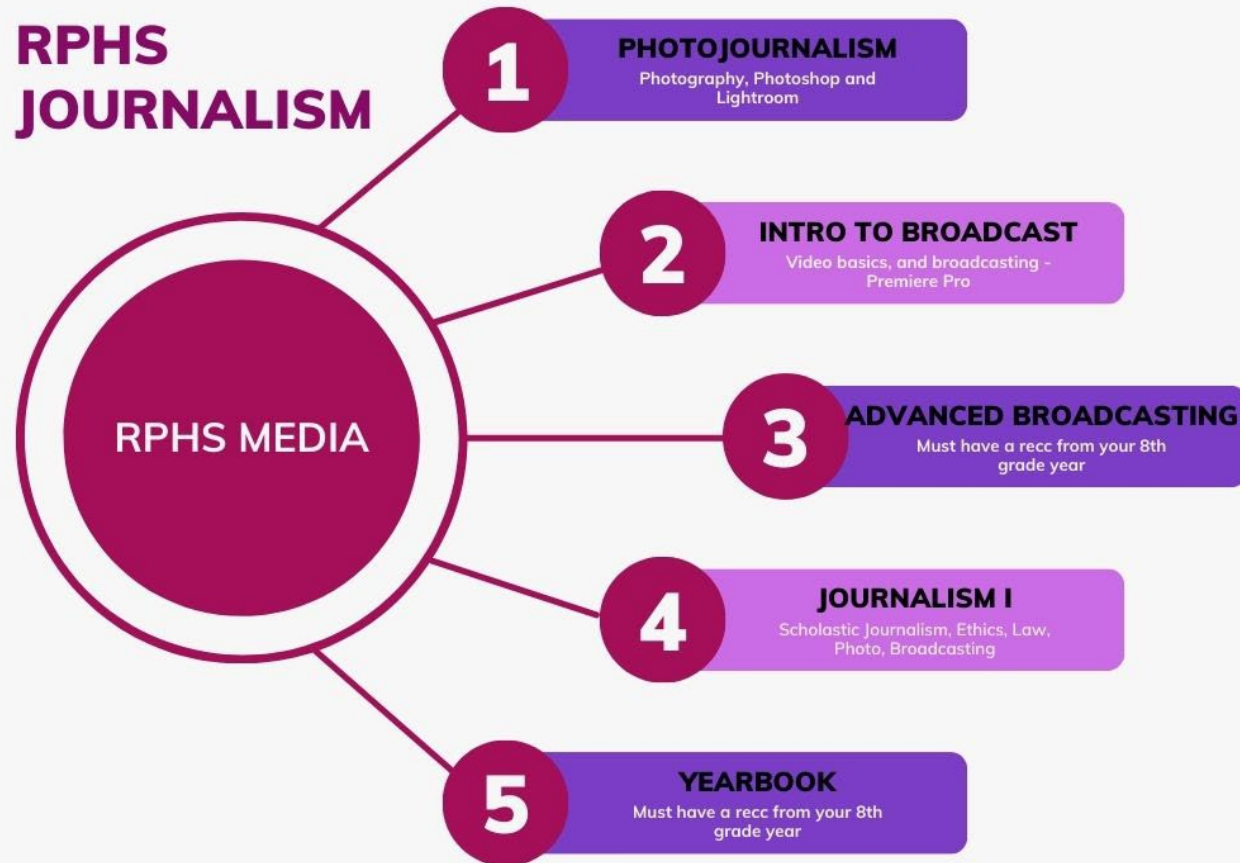 RPHS
JOURNALISM
1
PHOTOJOURNALISM
Photography, Photoshop and
Lightroom
2
INTRO TO BROADCAST
Video basics, and broadcasting -
Premiere Pro
RPHS MEDIA
3
ADVANCED BROADCASTING
Must have a recc from your 8th
grade year
4
JOURNALISM I
Scholastic Journalism, Ethics, Law,
Photo, Broadcasting
5
YEARBOOK
Must have a recc from your 8th
grade year